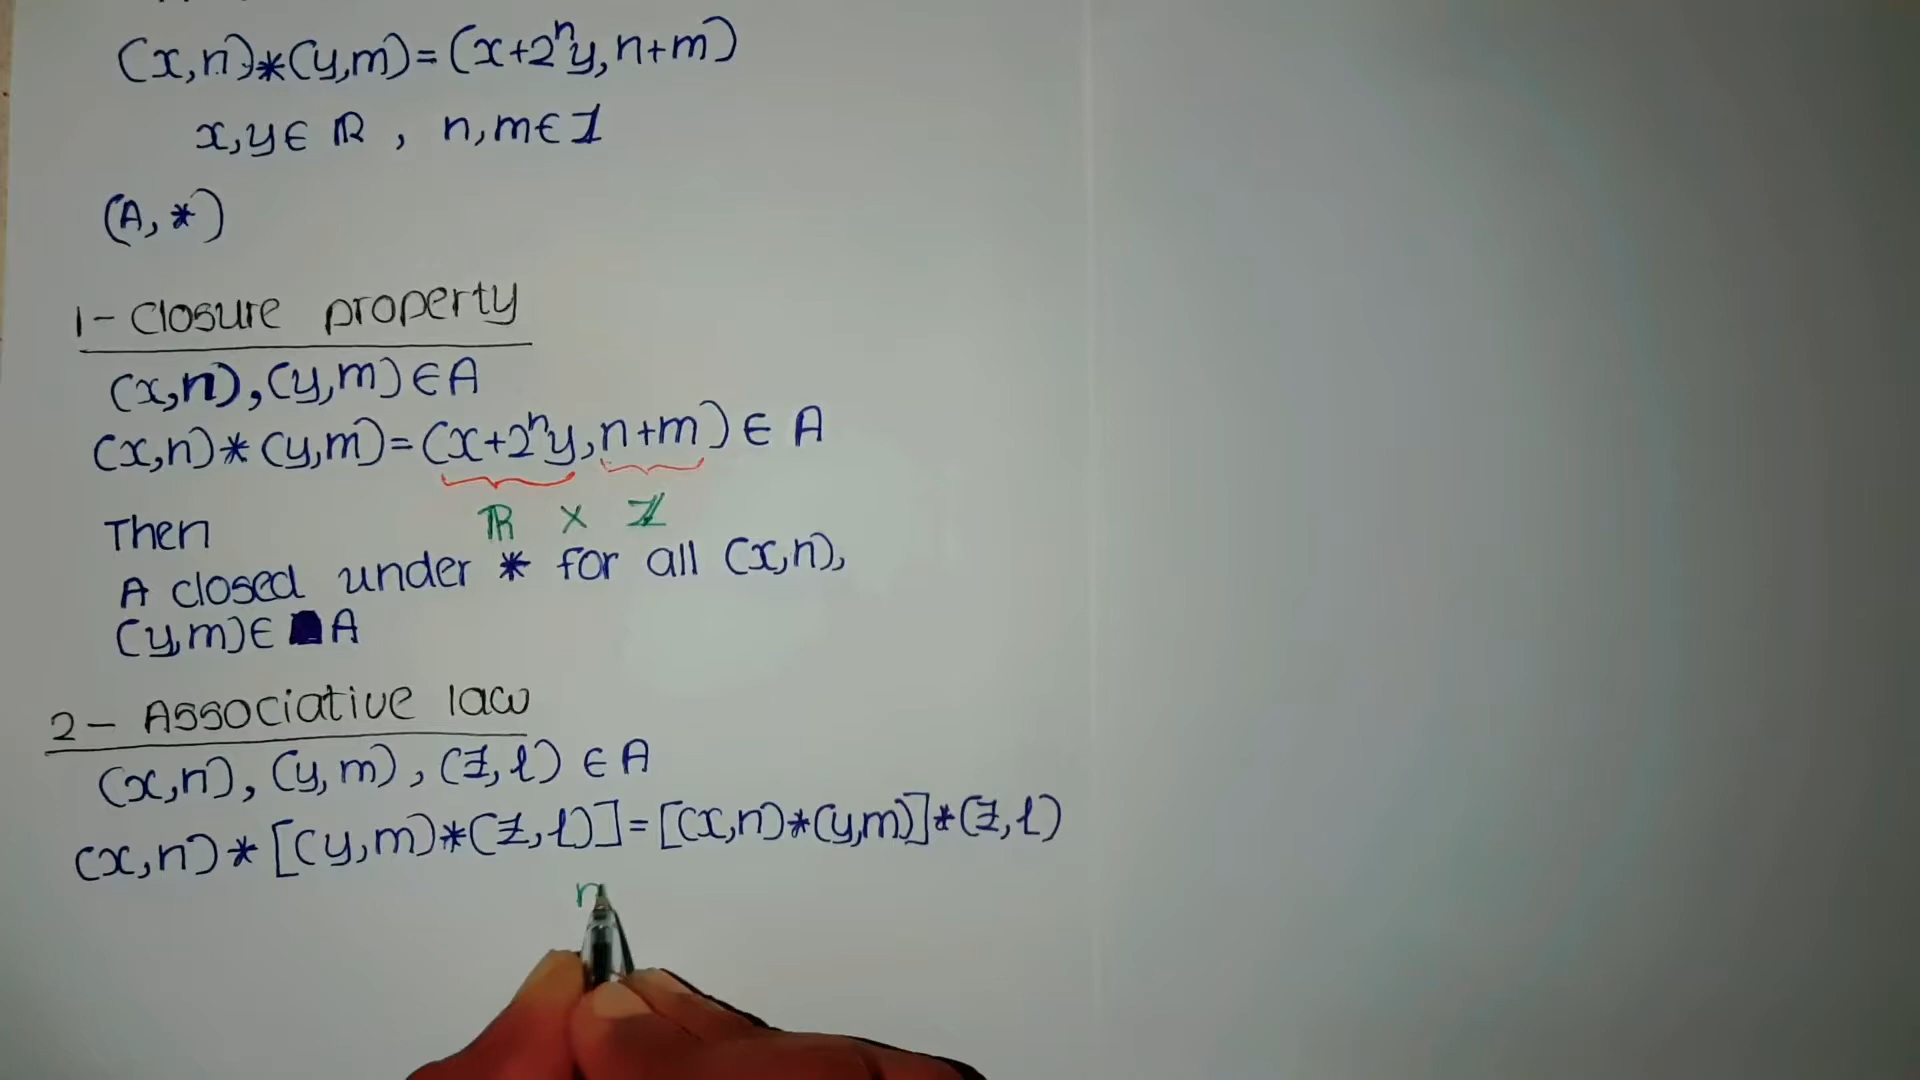 (x,n)*(y,m)=(x+2ⁿy,n+m)
x,y∈ℝ , n,m∈ℤ
(A,*)
1- Closure property
(x,n),(y,m)∈A
(x,n)*(y,m)=(x+2ⁿy,n+m)∈ A
ℝ × ℤ
Then
A closed under * for all (x,n),
(y,m)∈ A
2- Associative law
(x,n),(y,m),(z,l)∈A
(x,n)*[(y,m)*(z,l)]=[(x,n)*(y,m)]*(z,l)